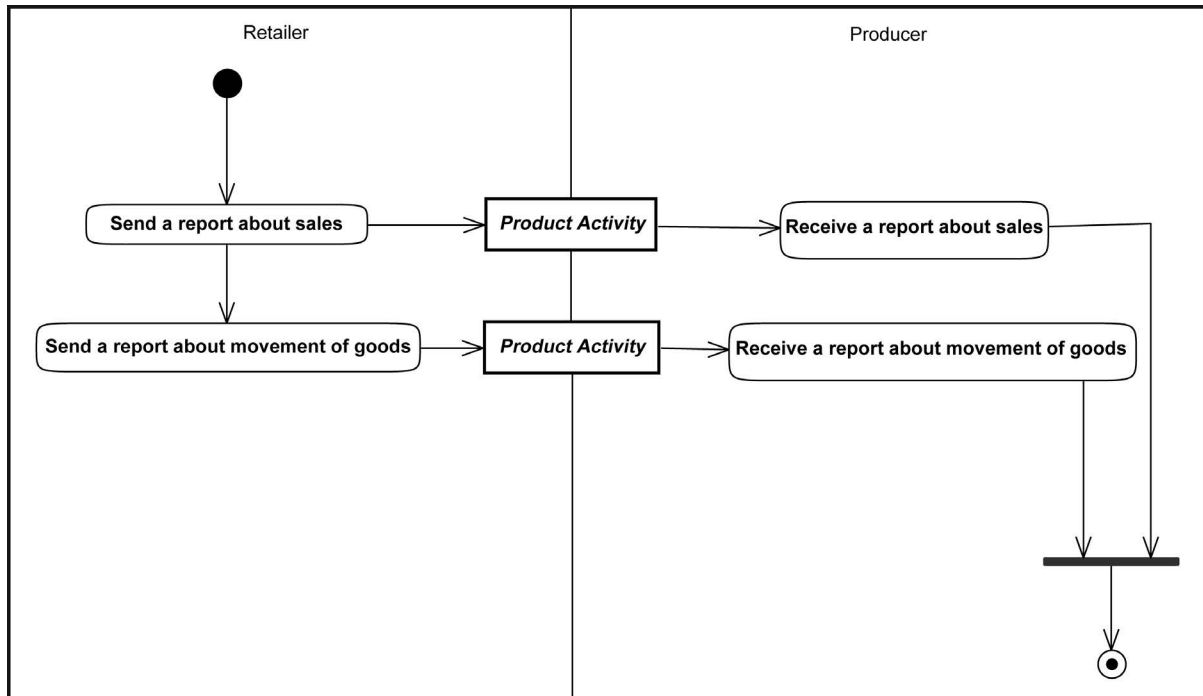 Retailer
Producer
Send a report about sales
Product Activity
Receive a report about sales
Send a report about movement of goods
Product Activity
Receive a report about movement of goods